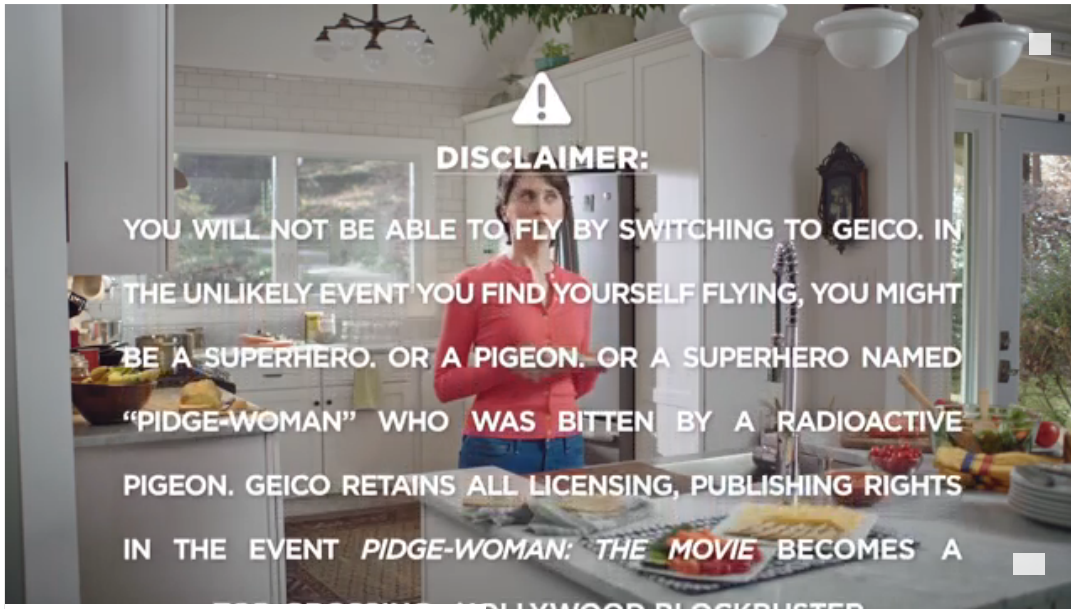 DISCLAIMER:
YOU WILL NOT BE ABLE TO FLY BY SWITCHING TO GEICO. IN
THE UNLIKELY EVENT YOU FIND YOURSELF FLYING, YOU MIGHT
BE A SUPERHERO. OR A PIGEON. OR A SUPERHERO NAMED
“PIDGE-WOMAN” WHO WAS BITTEN BY A RADIOACTIVE
PIGEON. GEICO RETAINS ALL LICENSING, PUBLISHING RIGHTS
IN THE EVENT PIDGE-WOMAN: THE MOVIE BECOMES A
HOLLYWOOD BLOCKBUSTER